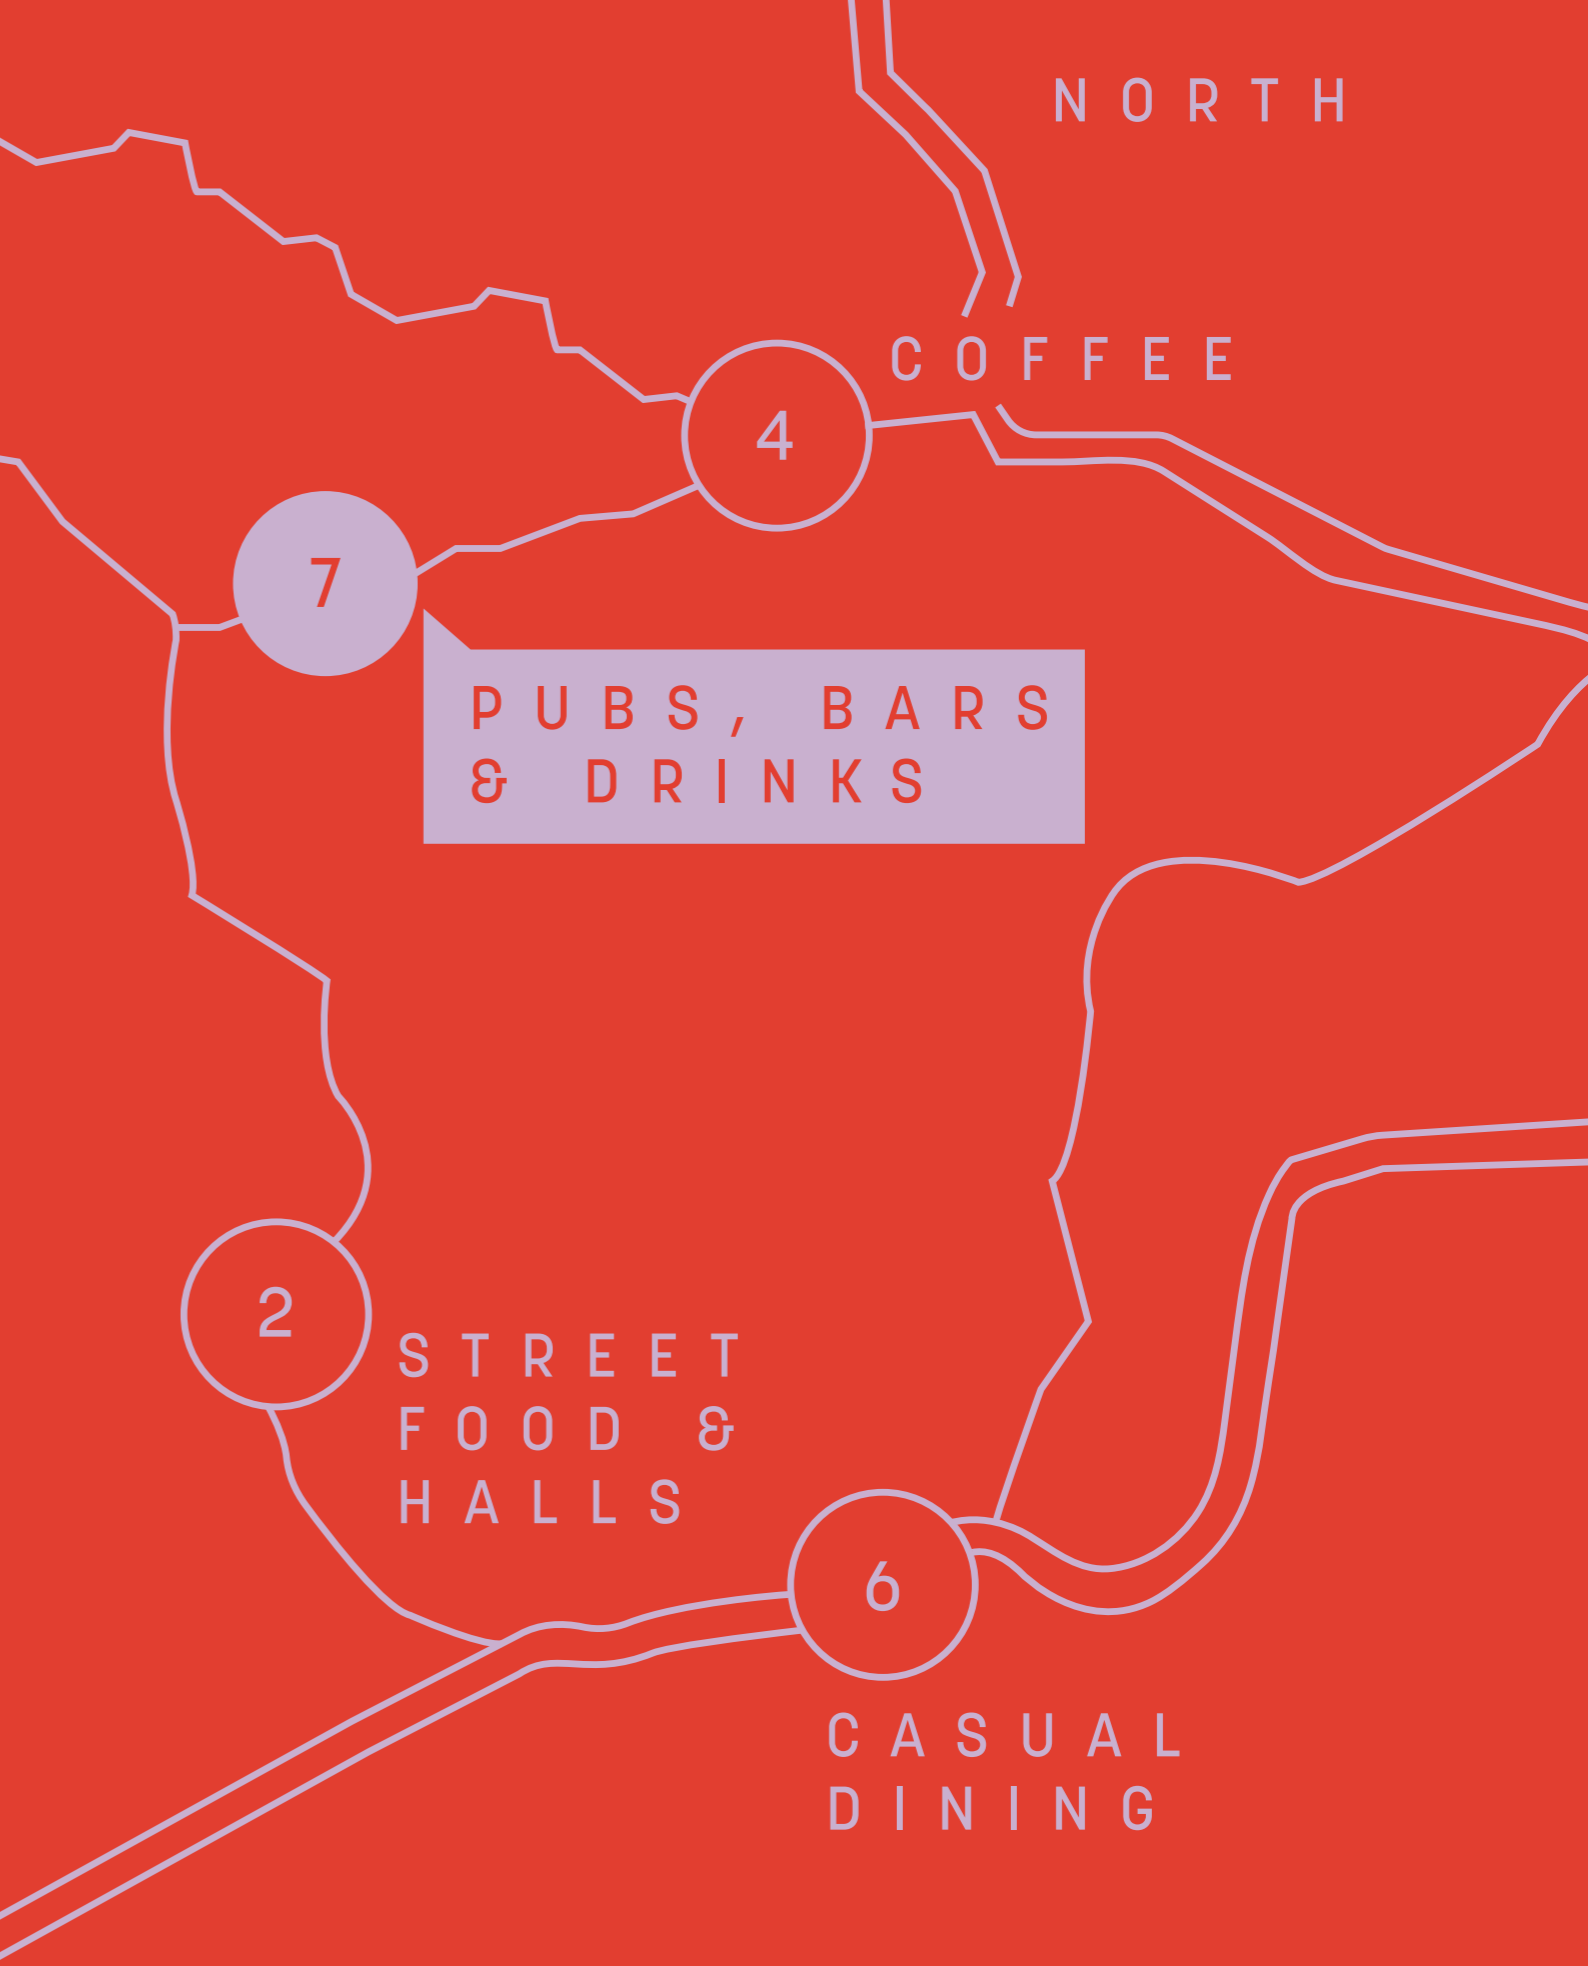 NORTH
COFFEE
4
7
PUBS, BARS
& DRINKS
2
STREET
FOOD &
HALLS
6
CASUAL
DINING